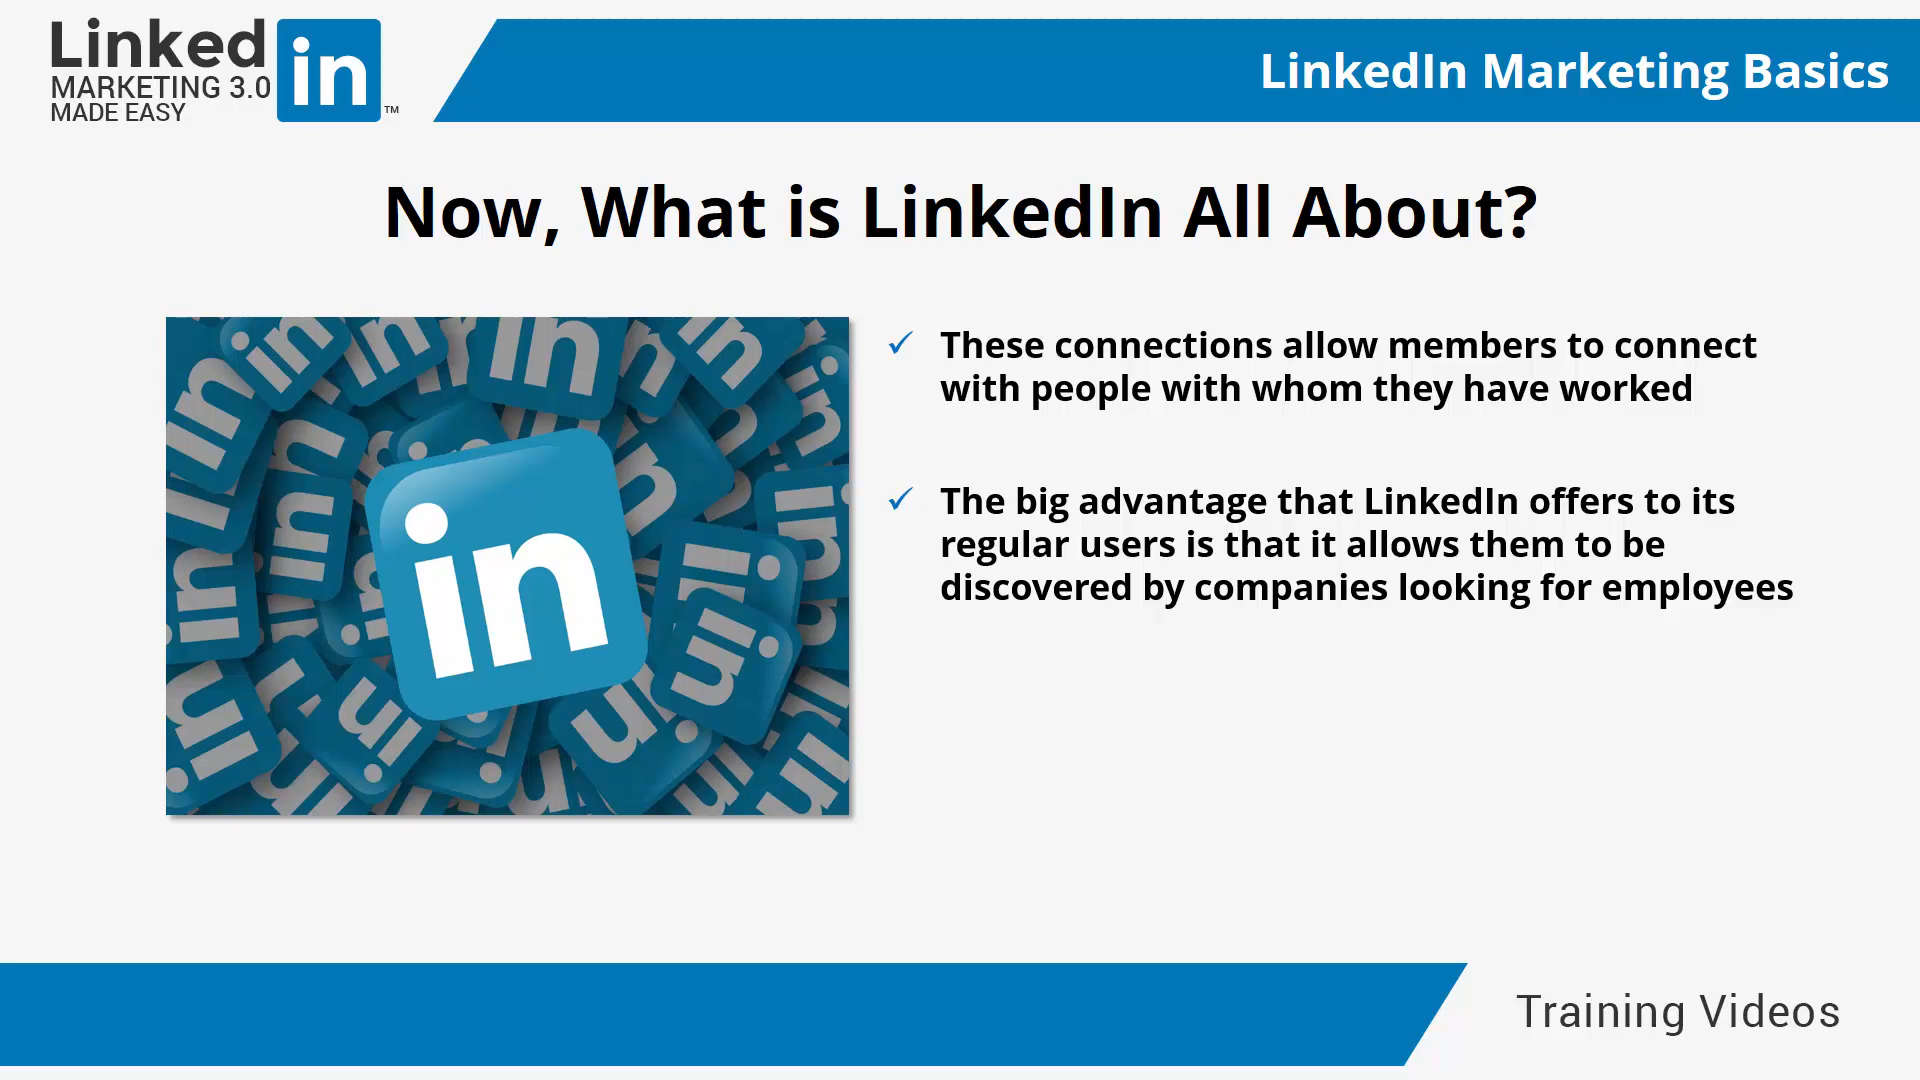 Linked in
MARKETING 3.0
MADE EASY
™
LinkedIn Marketing Basics
Now, What is LinkedIn All About?
in
These connections allow members to connect
with people with whom they have worked
The big advantage that LinkedIn offers to its
regular users is that it allows them to be
discovered by companies looking for employees
Training Videos